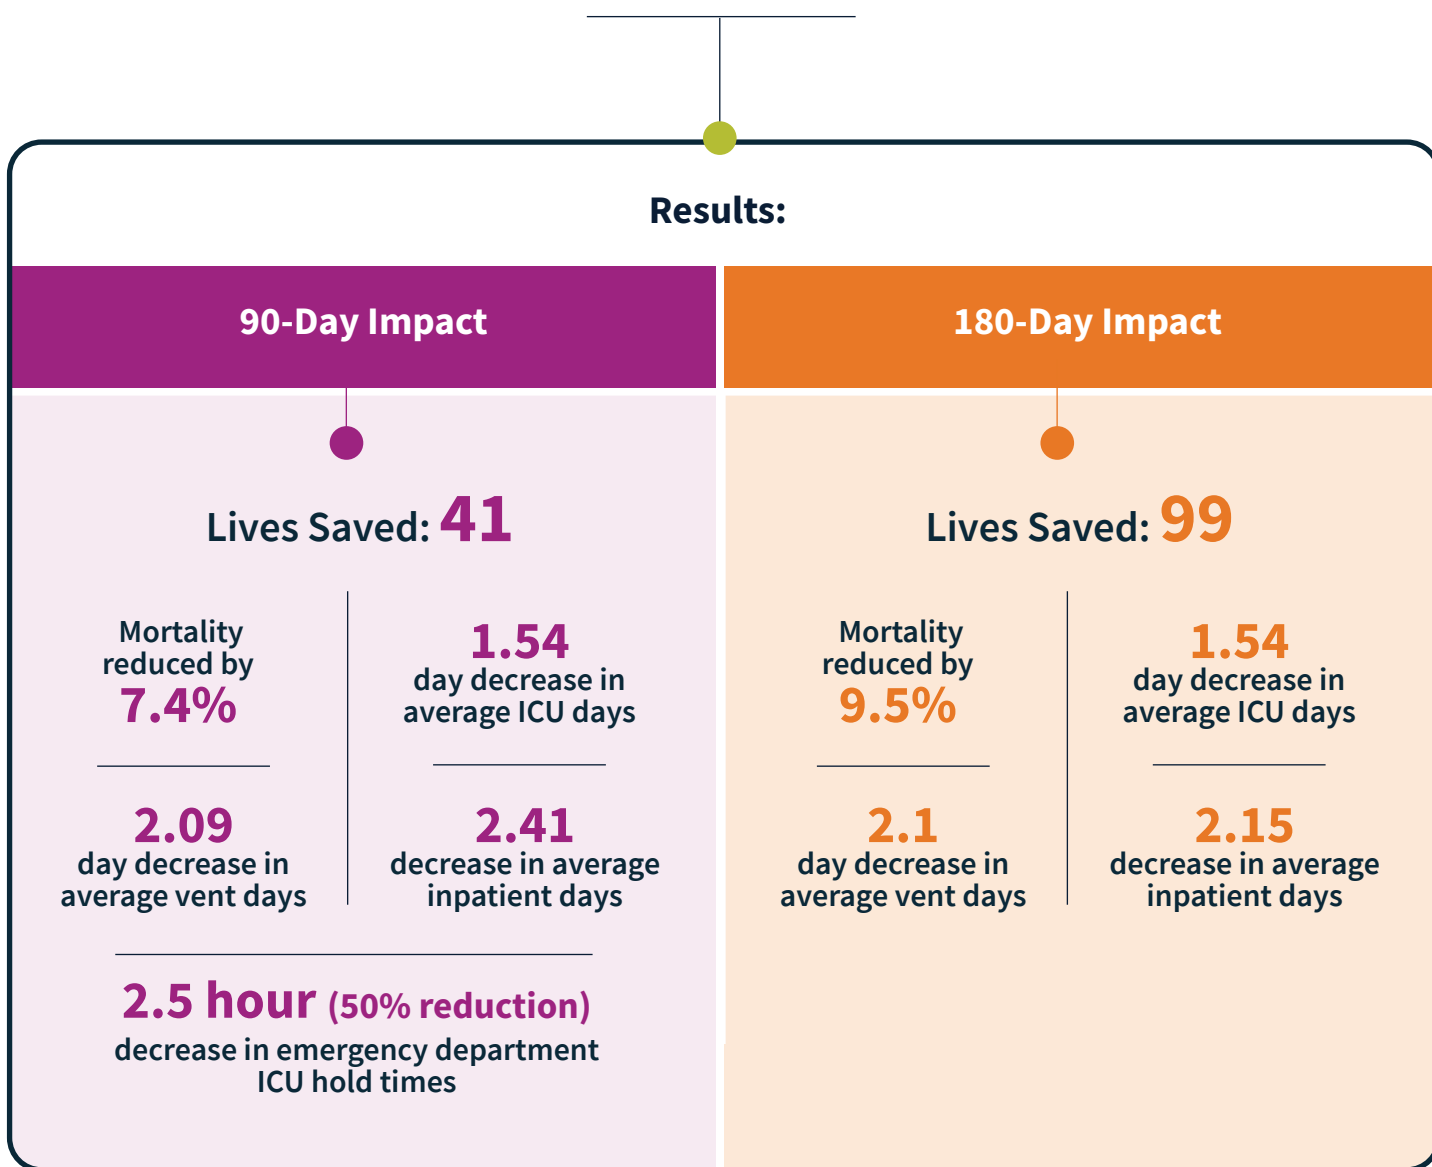 Results:
90-Day Impact
Lives Saved: 41
Mortality
reduced by
7.4%
1.54
day decrease in
average ICU days
2.09
day decrease in
average vent days
2.41
decrease in average
inpatient days
2.5 hour (50% reduction)
decrease in emergency department
ICU hold times
180-Day Impact
Lives Saved: 99
Mortality
reduced by
9.5%
1.54
day decrease in
average ICU days
2.1
day decrease in
average vent days
2.15
decrease in average
inpatient days